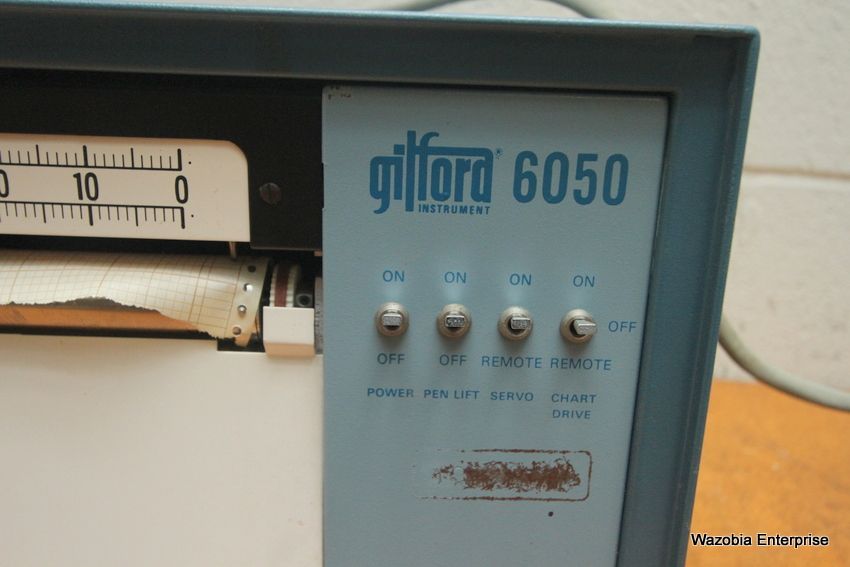 gilford 6050
INSTRUMENT
10 0
ON ON ON ON
OFF
OFF OFF REMOTE REMOTE
POWER PEN LIFT SERVO CHART DRIVE
Wazobia Enterprise